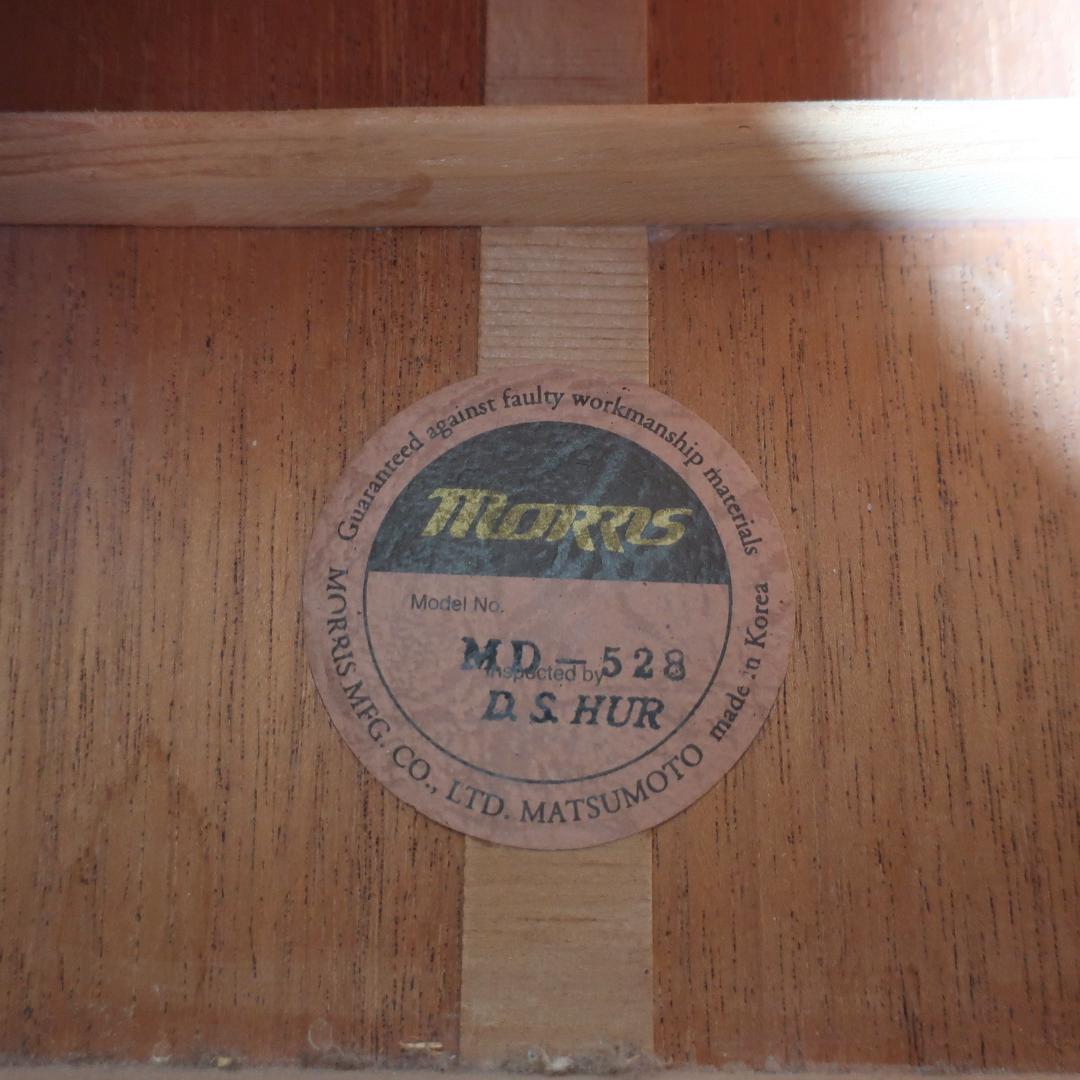 Guaranteed against faulty workmanship materials
Morris
Model No.
MD-528
Inspected by
D. S. HUR
MORRIS MFG. CO., LTD. MATSUMOTO made in Korea